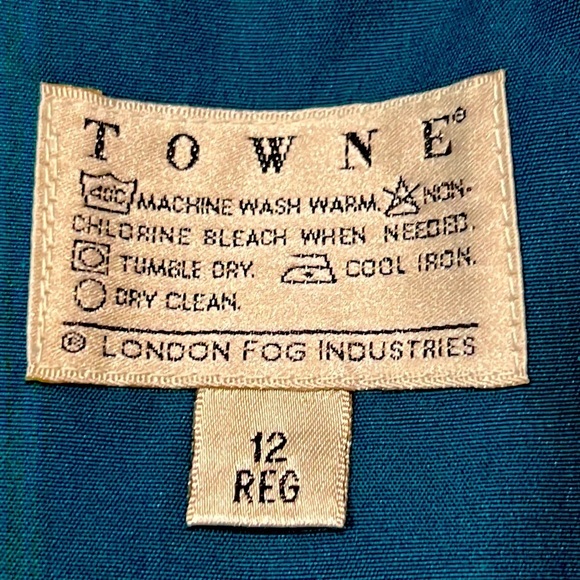 TOWNE®
40C MACHINE WASH WARM. NON-
CHLORINE BLEACH WHEN NEEDED.
TUMBLE DRY. COOL IRON.
DRY CLEAN.
© LONDON FOG INDUSTRIES
12
REG